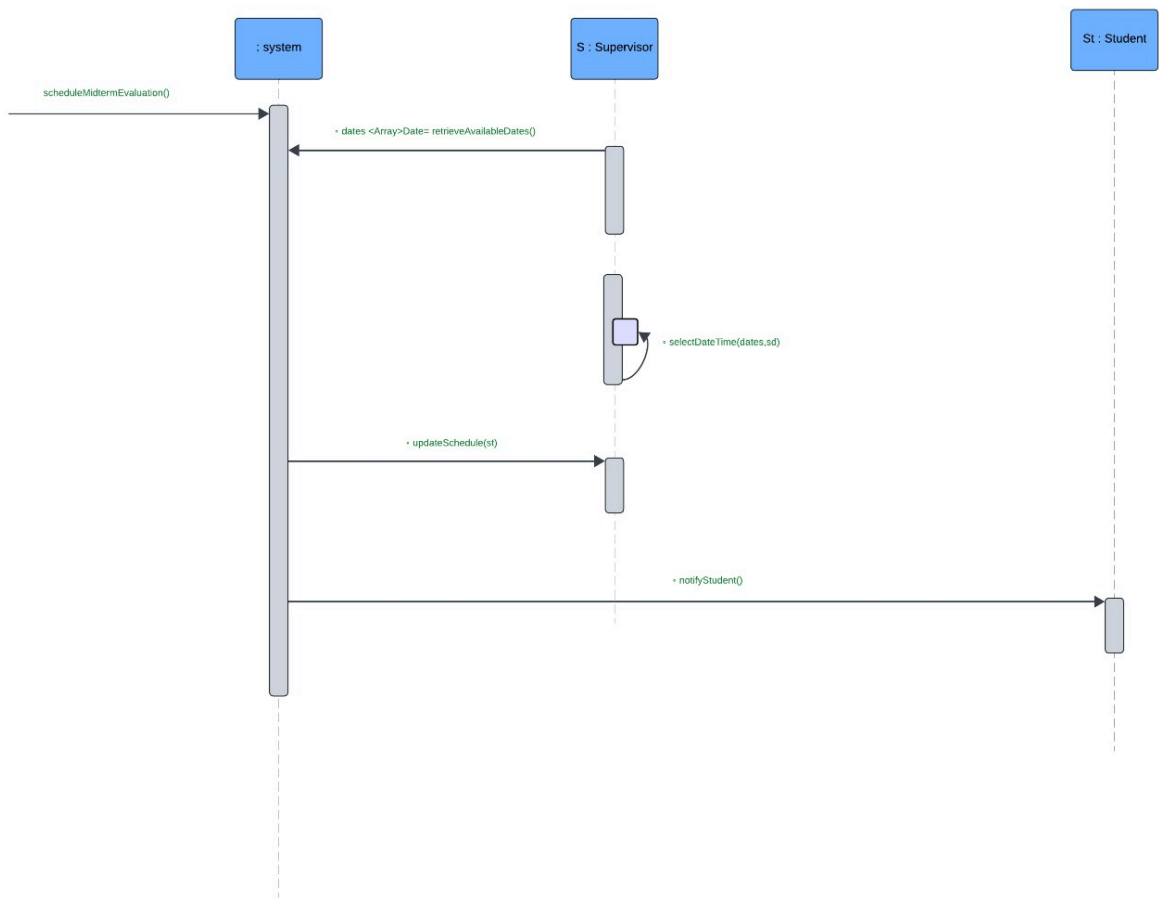 : system
S : Supervisor
St : Student
scheduleMidtermEvaluation()
◦ dates <Array>Date= retrieveAvailableDates()
◦ selectDateTime(dates,sd)
◦ updateSchedule(st)
◦ notifyStudent()